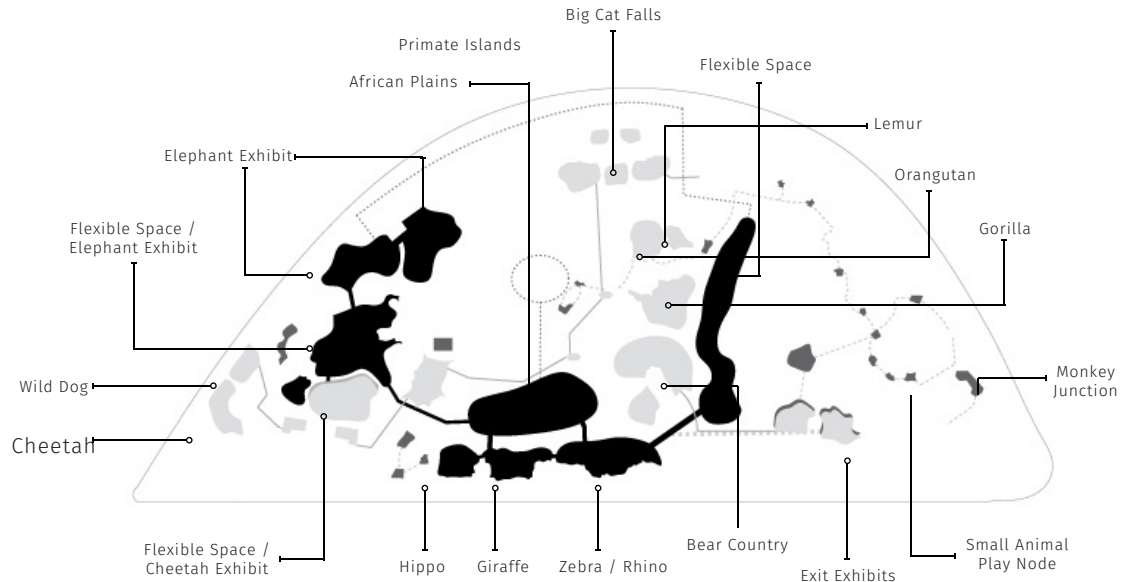 Big Cat Falls
Primate Islands
Flexible Space
African Plains
Lemur
Elephant Exhibit
Orangutan
Flexible Space /
Elephant Exhibit
Gorilla
Wild Dog
Monkey
Junction
Cheetah
Flexible Space /
Cheetah Exhibit
Hippo
Giraffe
Zebra / Rhino
Bear Country
Exit Exhibits
Small Animal
Play Node